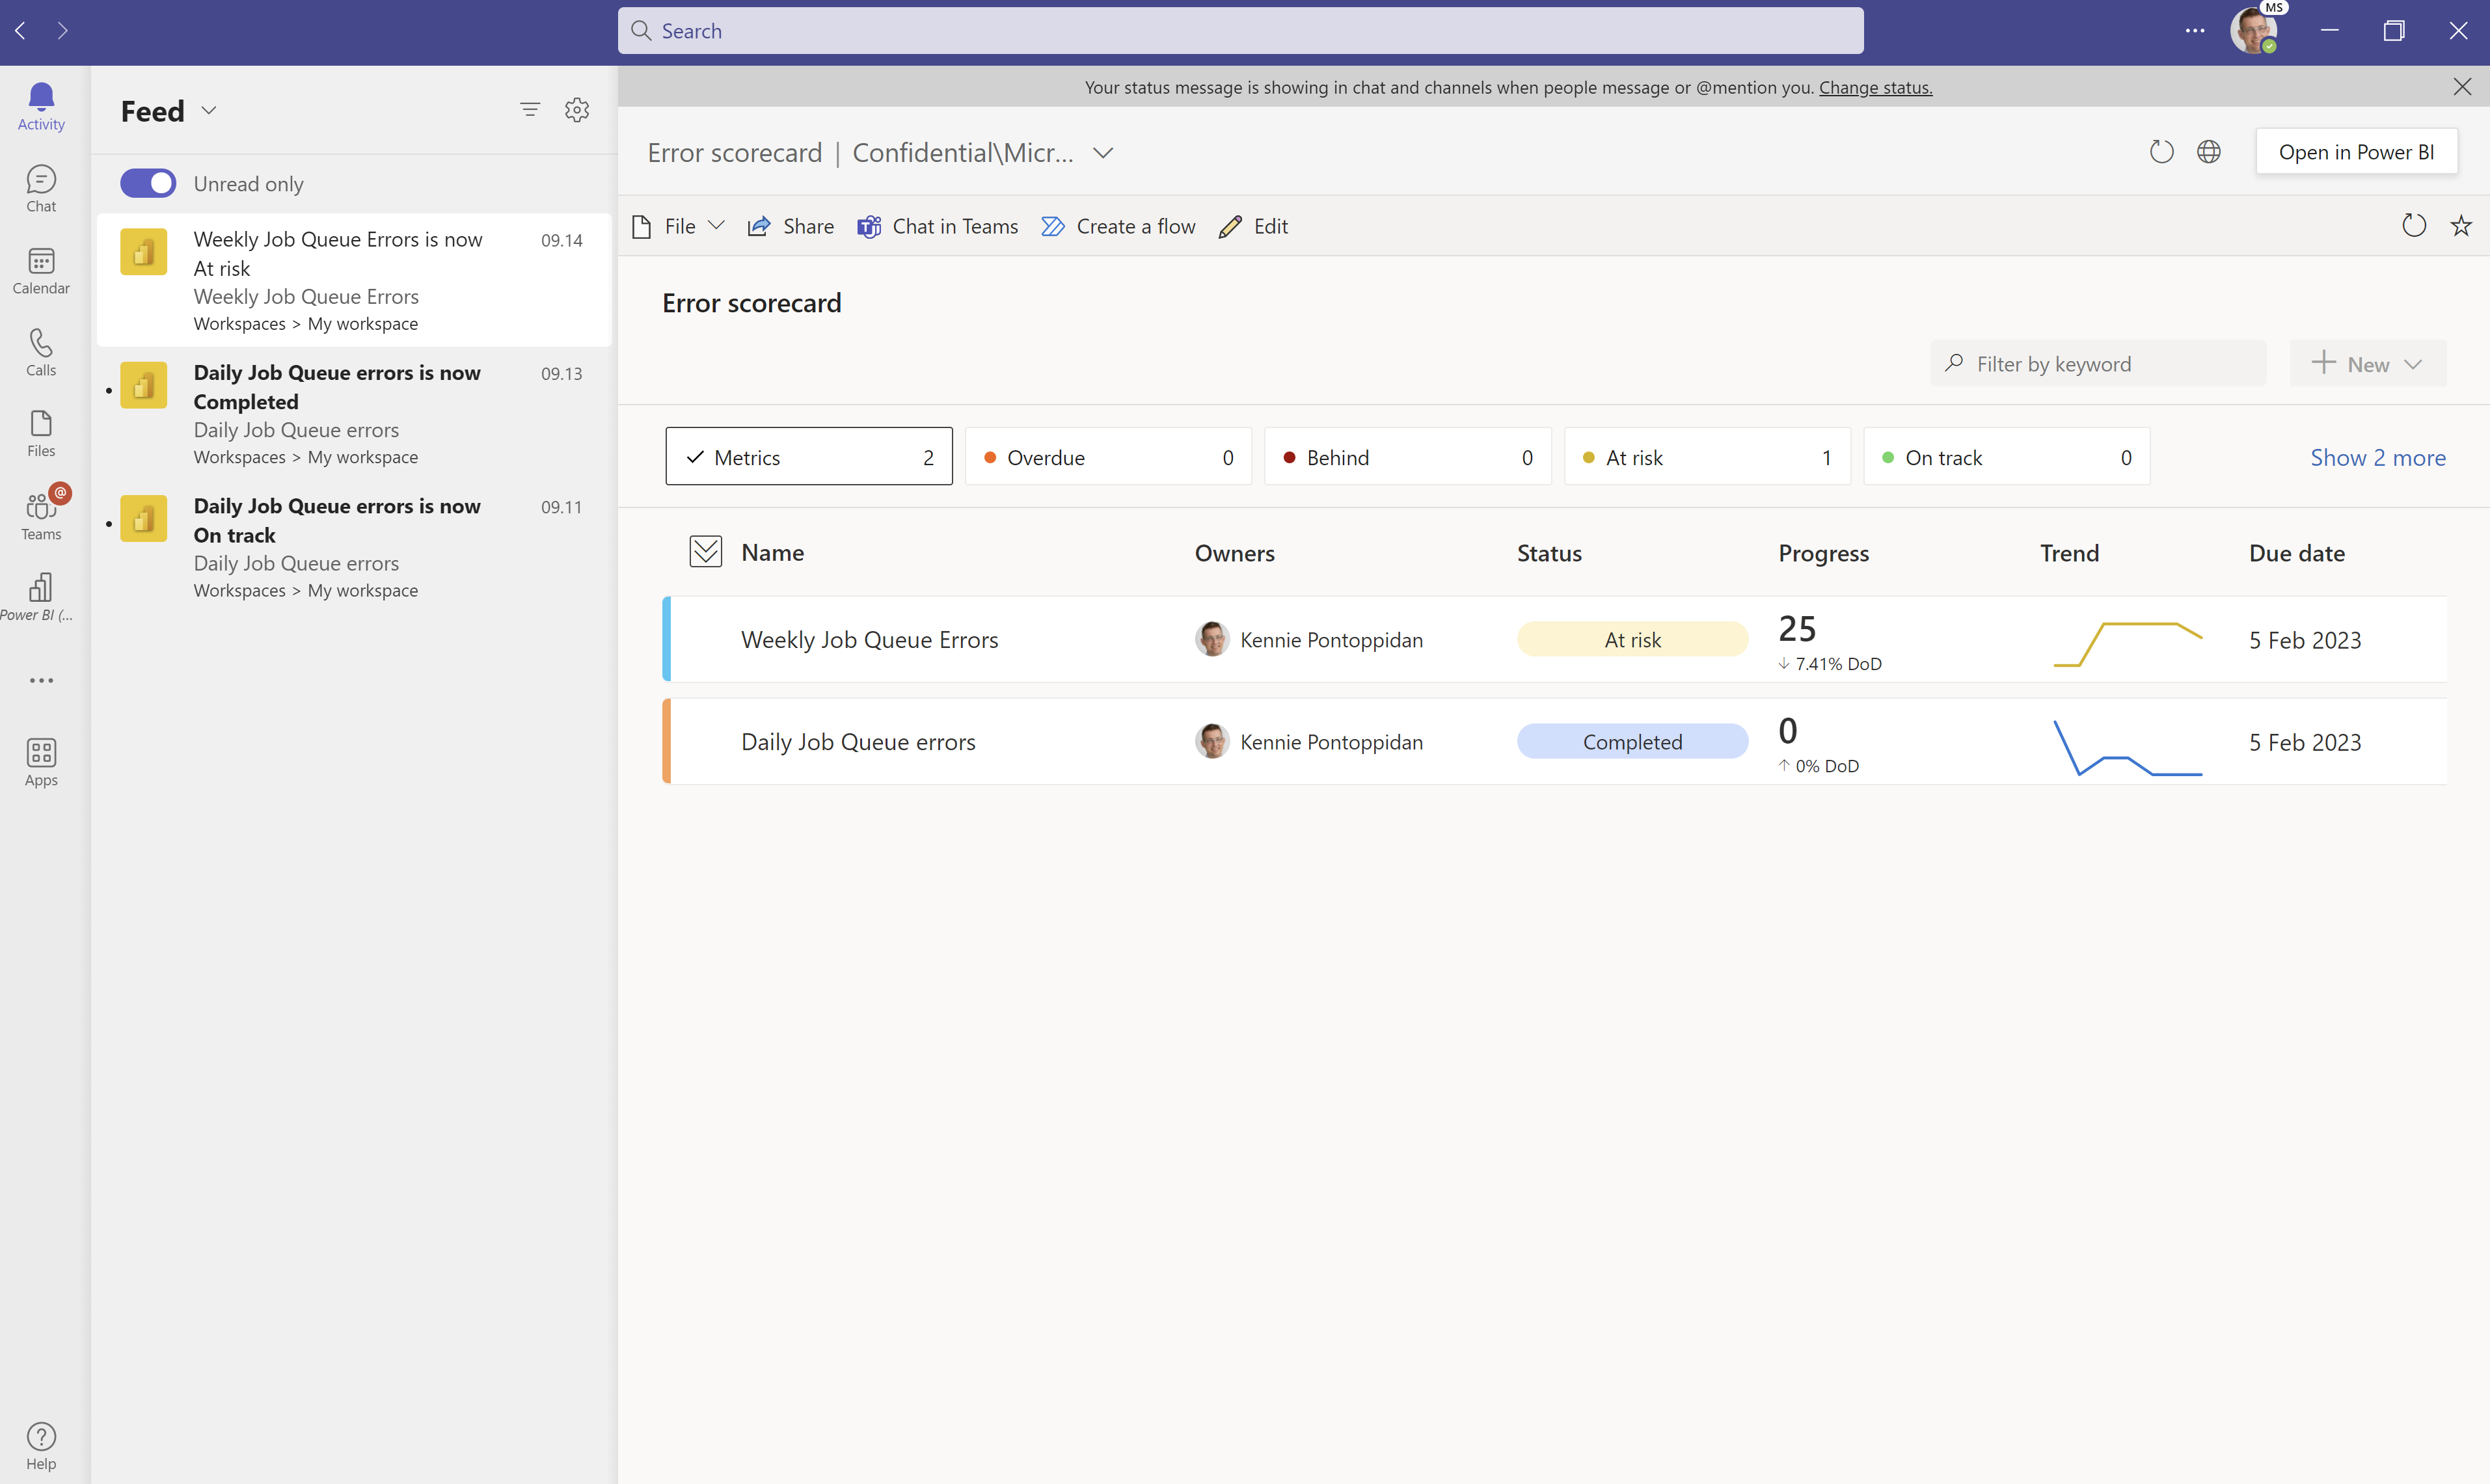 Search
MS
Your status message is showing in chat and channels when people message or @mention you. Change status.
Activity
Chat
Calendar
Calls
Files
@
Teams
Power BI (...
Apps
Help
Feed
Unread only
Weekly Job Queue Errors is now 09.14
At risk
Weekly Job Queue Errors
Workspaces > My workspace
Daily Job Queue errors is now 09.13
Completed
Daily Job Queue errors
Workspaces > My workspace
Daily Job Queue errors is now 09.11
On track
Daily Job Queue errors
Workspaces > My workspace
Error scorecard | Confidential\Micr... Open in Power BI
File Share Chat in Teams Create a flow Edit
Error scorecard
Filter by keyword New
Metrics 2 Overdue 0 Behind 0 At risk 1 On track 0 Show 2 more
Name Owners Status Progress Trend Due date
Weekly Job Queue Errors Kennie Pontoppidan At risk 25 5 Feb 2023
↓ 7.41% DoD
Daily Job Queue errors Kennie Pontoppidan Completed 0 5 Feb 2023
↑ 0% DoD